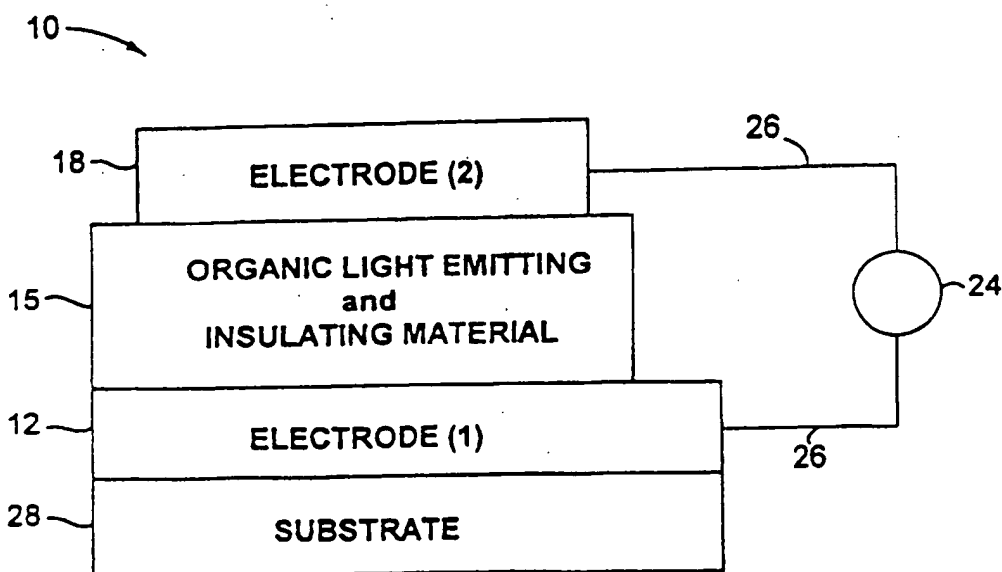 10
18
ELECTRODE (2)
26
15
ORGANIC LIGHT EMITTING
and
INSULATING MATERIAL
24
12
ELECTRODE (1)
26
28
SUBSTRATE